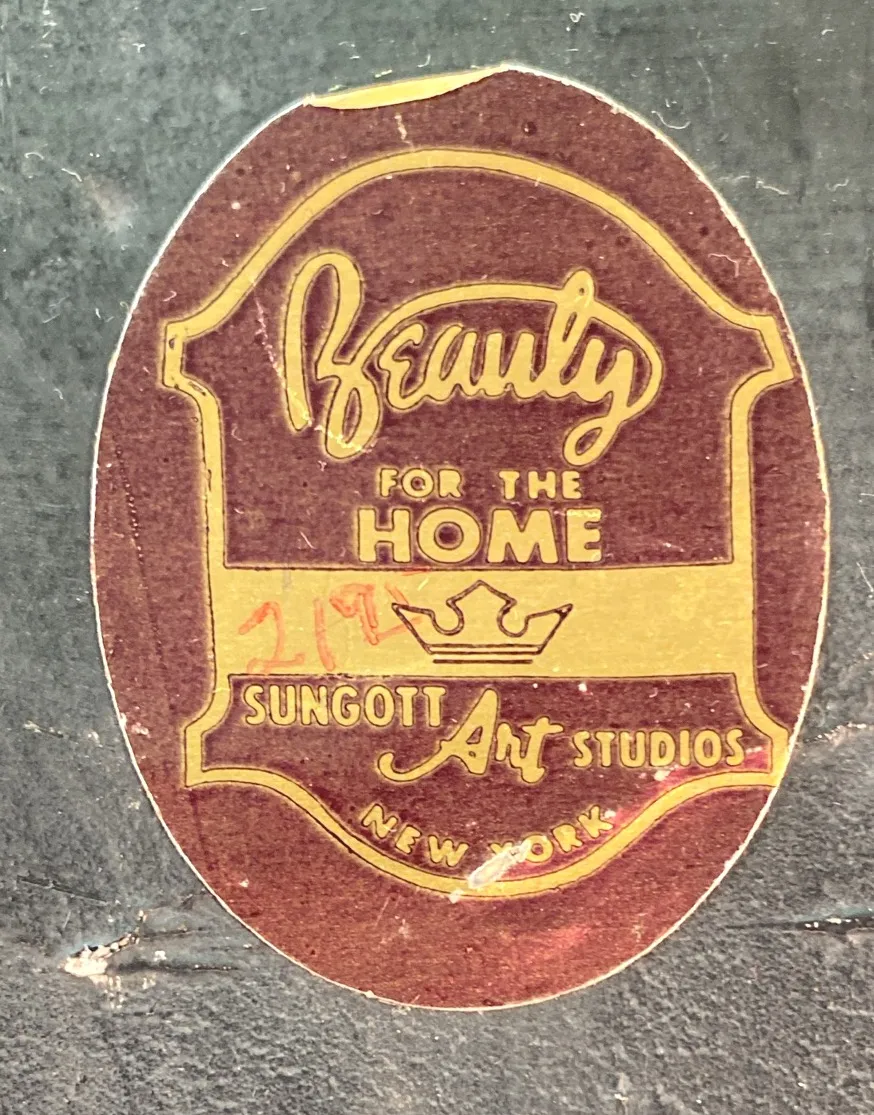 Beauty
FOR THE
HOME
SUNGOTT Art STUDIOS
NEW YORK